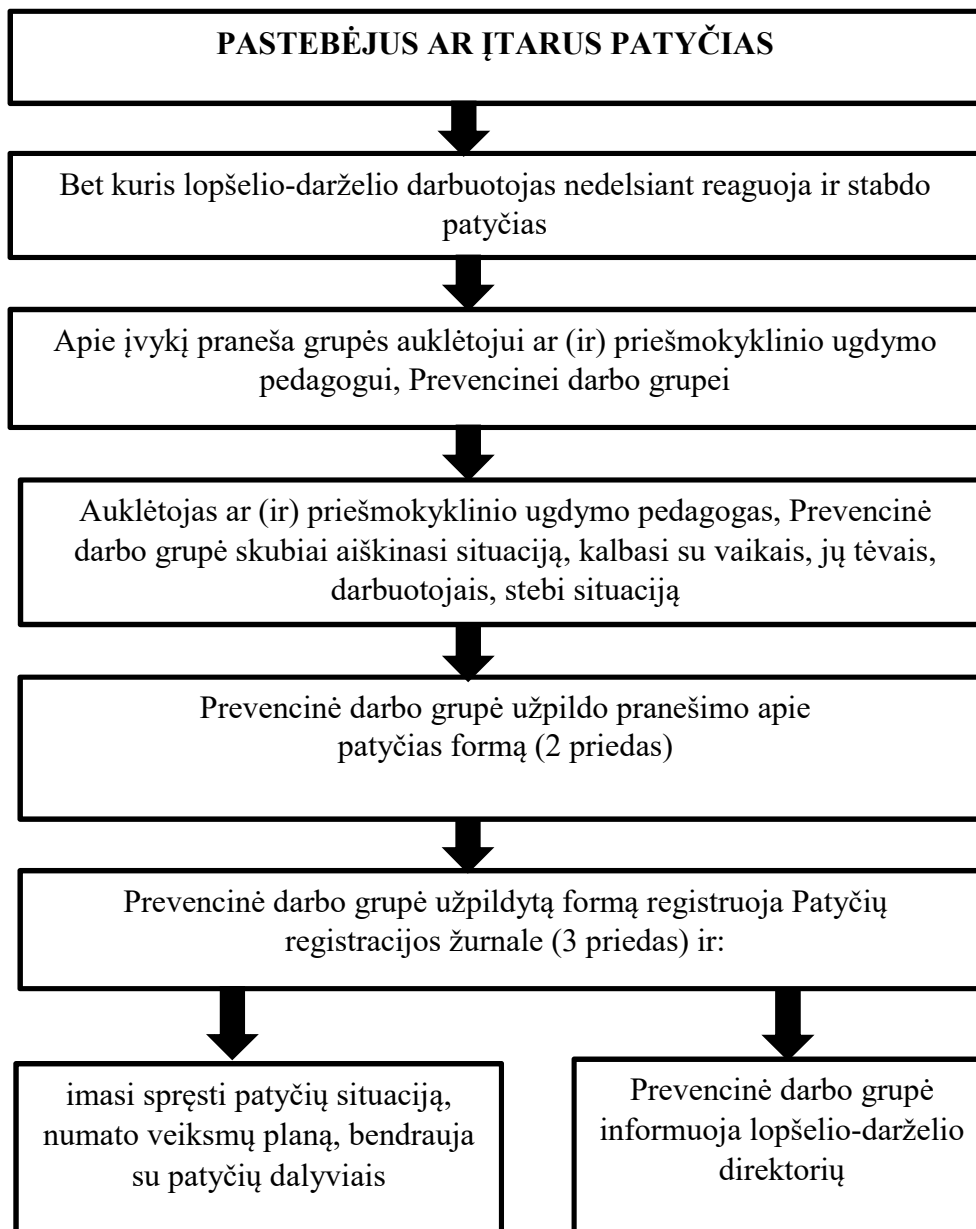 PASTEBĖJUS AR ĮTARUS PATYČIAS
Bet kuris lopšelio-darželio darbuotojas nedelsiant reaguoja ir stabdo
patyčias
Apie įvykį praneša grupės auklėtojui ar (ir) priešmokyklinio ugdymo
pedagogui, Prevencinei darbo grupei
Auklėtojas ar (ir) priešmokyklinio ugdymo pedagogas, Prevencinė
darbo grupė skubiai aiškinasi situaciją, kalbasi su vaikais, jų tėvais,
darbuotojais, stebi situaciją
Prevencinė darbo grupė užpildo pranešimo apie
patyčias formą (2 priedas)
Prevencinė darbo grupė užpildytą formą registruoja Patyčių
registracijos žurnale (3 priedas) ir:
imasi spręsti patyčių situaciją,
numato veiksmų planą, bendrauja
su patyčių dalyviais
Prevencinė darbo grupė
informuoja lopšelio-darželio
direktorių